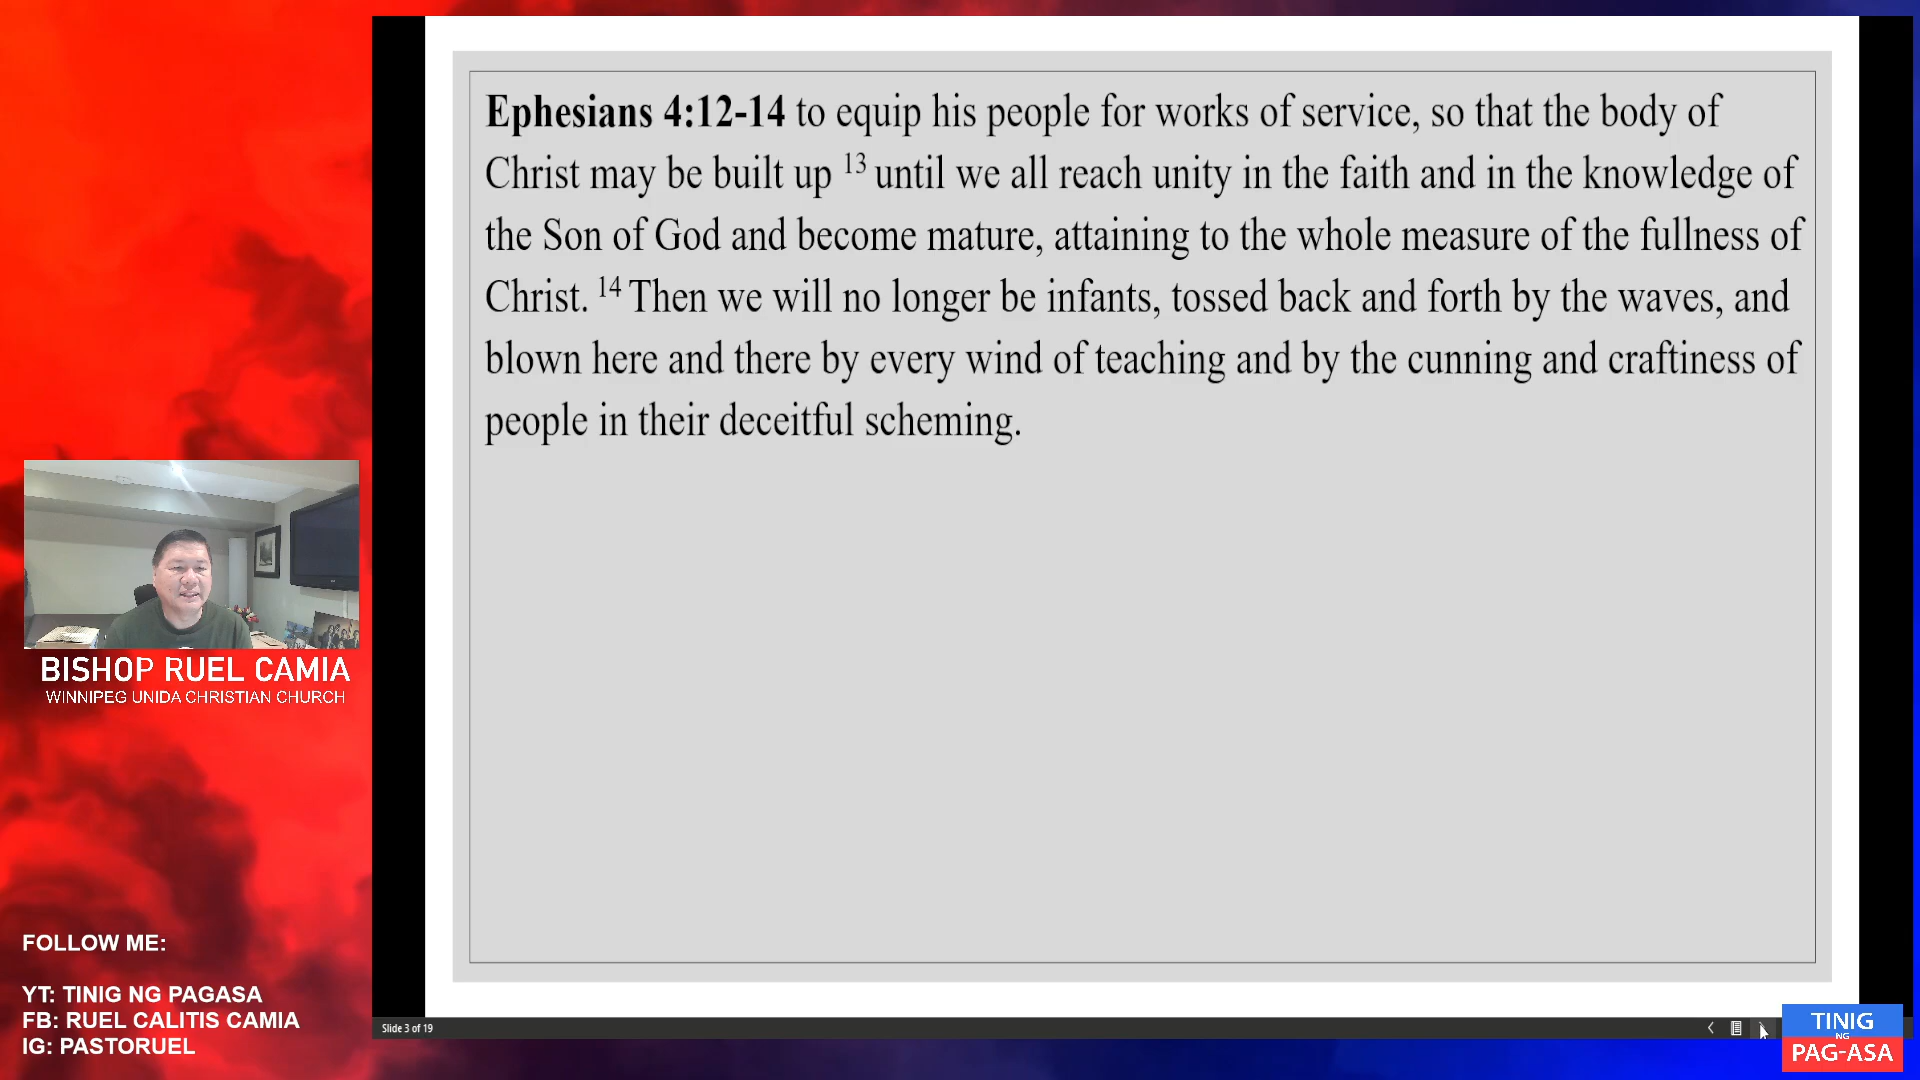 Ephesians 4:12-14 to equip his people for works of service, so that the body of
Christ may be built up 13 until we all reach unity in the faith and in the knowledge of
the Son of God and become mature, attaining to the whole measure of the fullness of
Christ. 14 Then we will no longer be infants, tossed back and forth by the waves, and
blown here and there by every wind of teaching and by the cunning and craftiness of
people in their deceitful scheming.
BISHOP RUEL CAMIA
WINNIPEG UNIDA CHRISTIAN CHURCH
FOLLOW ME:
YT: TINIG NG PAGASA
FB: RUEL CALITIS CAMIA
IG: PASTORUEL
Slide 3 of 19
TINIG
NG
PAG-ASA